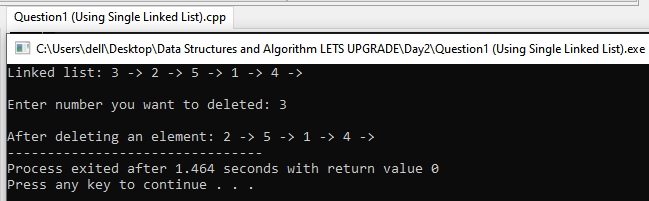 Question1 (Using Single Linked List).cpp
C:\Users\dell\Desktop\Data Structures and Algorithm LETS UPGRADE\Day2\Question1 (Using Single Linked List).exe
Linked list: 3 -> 2 -> 5 -> 1 -> 4 ->
Enter number you want to deleted: 3
After deleting an element: 2 -> 5 -> 1 -> 4 ->
--------------------------------
Process exited after 1.464 seconds with return value 0
Press any key to continue . . .